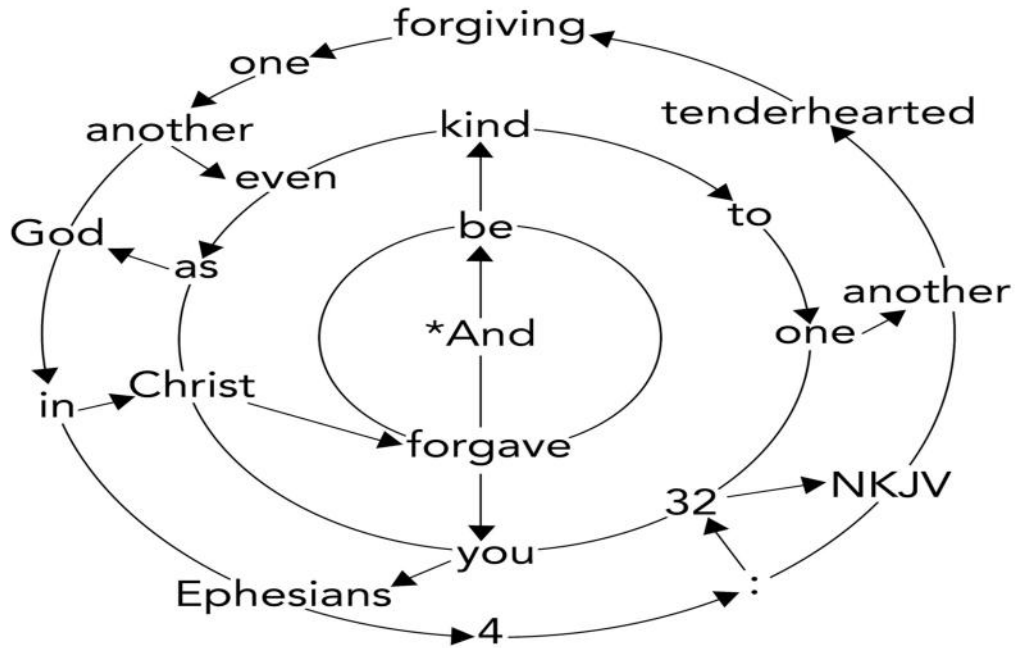 *And
be
kind
to
one
another
tenderhearted
forgiving
one
another
even
as
God
in
Christ
forgave
you
Ephesians
4
:
32
NKJV